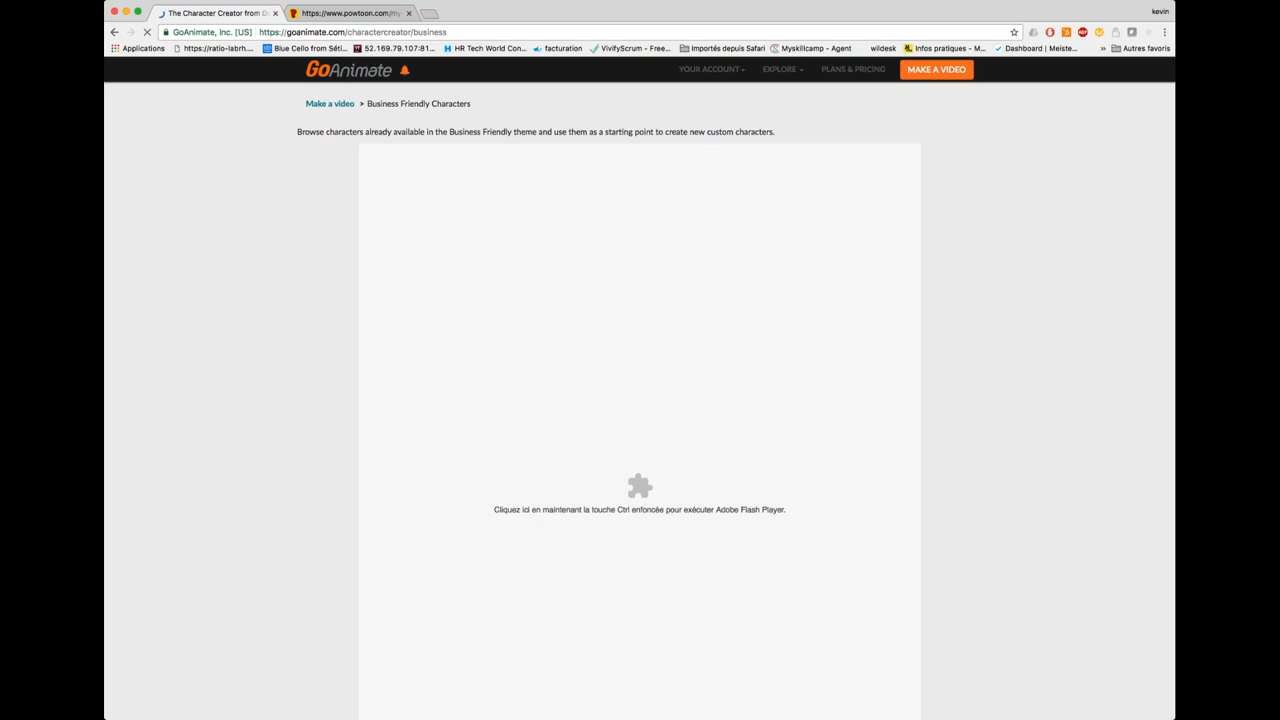 The Character Creator from G
https://www.powtoon.com/my
kevin
GoAnimate, Inc. [US] https://goanimate.com/charactercreator/business
Applications https://ratio-labrh.... Blue Cello from Séti... 52.169.79.107:81... HR Tech World Con... facturation VivifyScrum - Free... Importés depuis Safari Myskillcamp - Agent wildesk Infos pratiques - M... Dashboard | Meiste... » Autres favoris
GoAnimate YOUR ACCOUNT EXPLORE PLANS & PRICING MAKE A VIDEO
Make a video > Business Friendly Characters
Browse characters already available in the Business Friendly theme and use them as a starting point to create new custom characters.
Cliquez ici en maintenant la touche Ctrl enfoncée pour exécuter Adobe Flash Player.